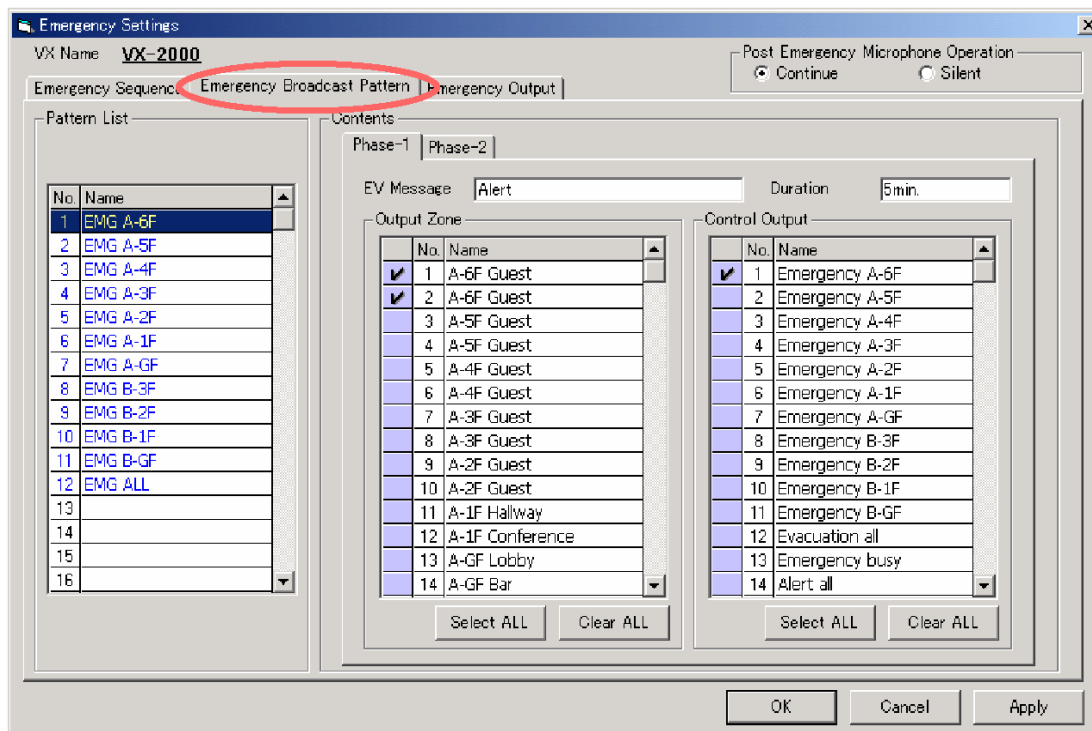 Emergency Settings
VX Name VX-2000
Post Emergency Microphone Operation
Continue Silent
Emergency Sequence Emergency Broadcast Pattern Emergency Output
Pattern List
No. Name
1 EMG A-6F
2 EMG A-5F
3 EMG A-4F
4 EMG A-3F
5 EMG A-2F
6 EMG A-1F
7 EMG A-GF
8 EMG B-3F
9 EMG B-2F
10 EMG B-1F
11 EMG B-GF
12 EMG ALL
13
14
15
16
Contents
Phase-1 Phase-2
EV Message Alert Duration 5min.
Output Zone
No. Name
1 A-6F Guest
2 A-6F Guest
3 A-5F Guest
4 A-5F Guest
5 A-4F Guest
6 A-4F Guest
7 A-3F Guest
8 A-3F Guest
9 A-2F Guest
10 A-2F Guest
11 A-1F Hallway
12 A-1F Conference
13 A-GF Lobby
14 A-GF Bar
Select ALL Clear ALL
Control Output
No. Name
1 Emergency A-6F
2 Emergency A-5F
3 Emergency A-4F
4 Emergency A-3F
5 Emergency A-2F
6 Emergency A-1F
7 Emergency A-GF
8 Emergency B-3F
9 Emergency B-2F
10 Emergency B-1F
11 Emergency B-GF
12 Evacuation all
13 Emergency busy
14 Alert all
Select ALL Clear ALL
OK Cancel Apply